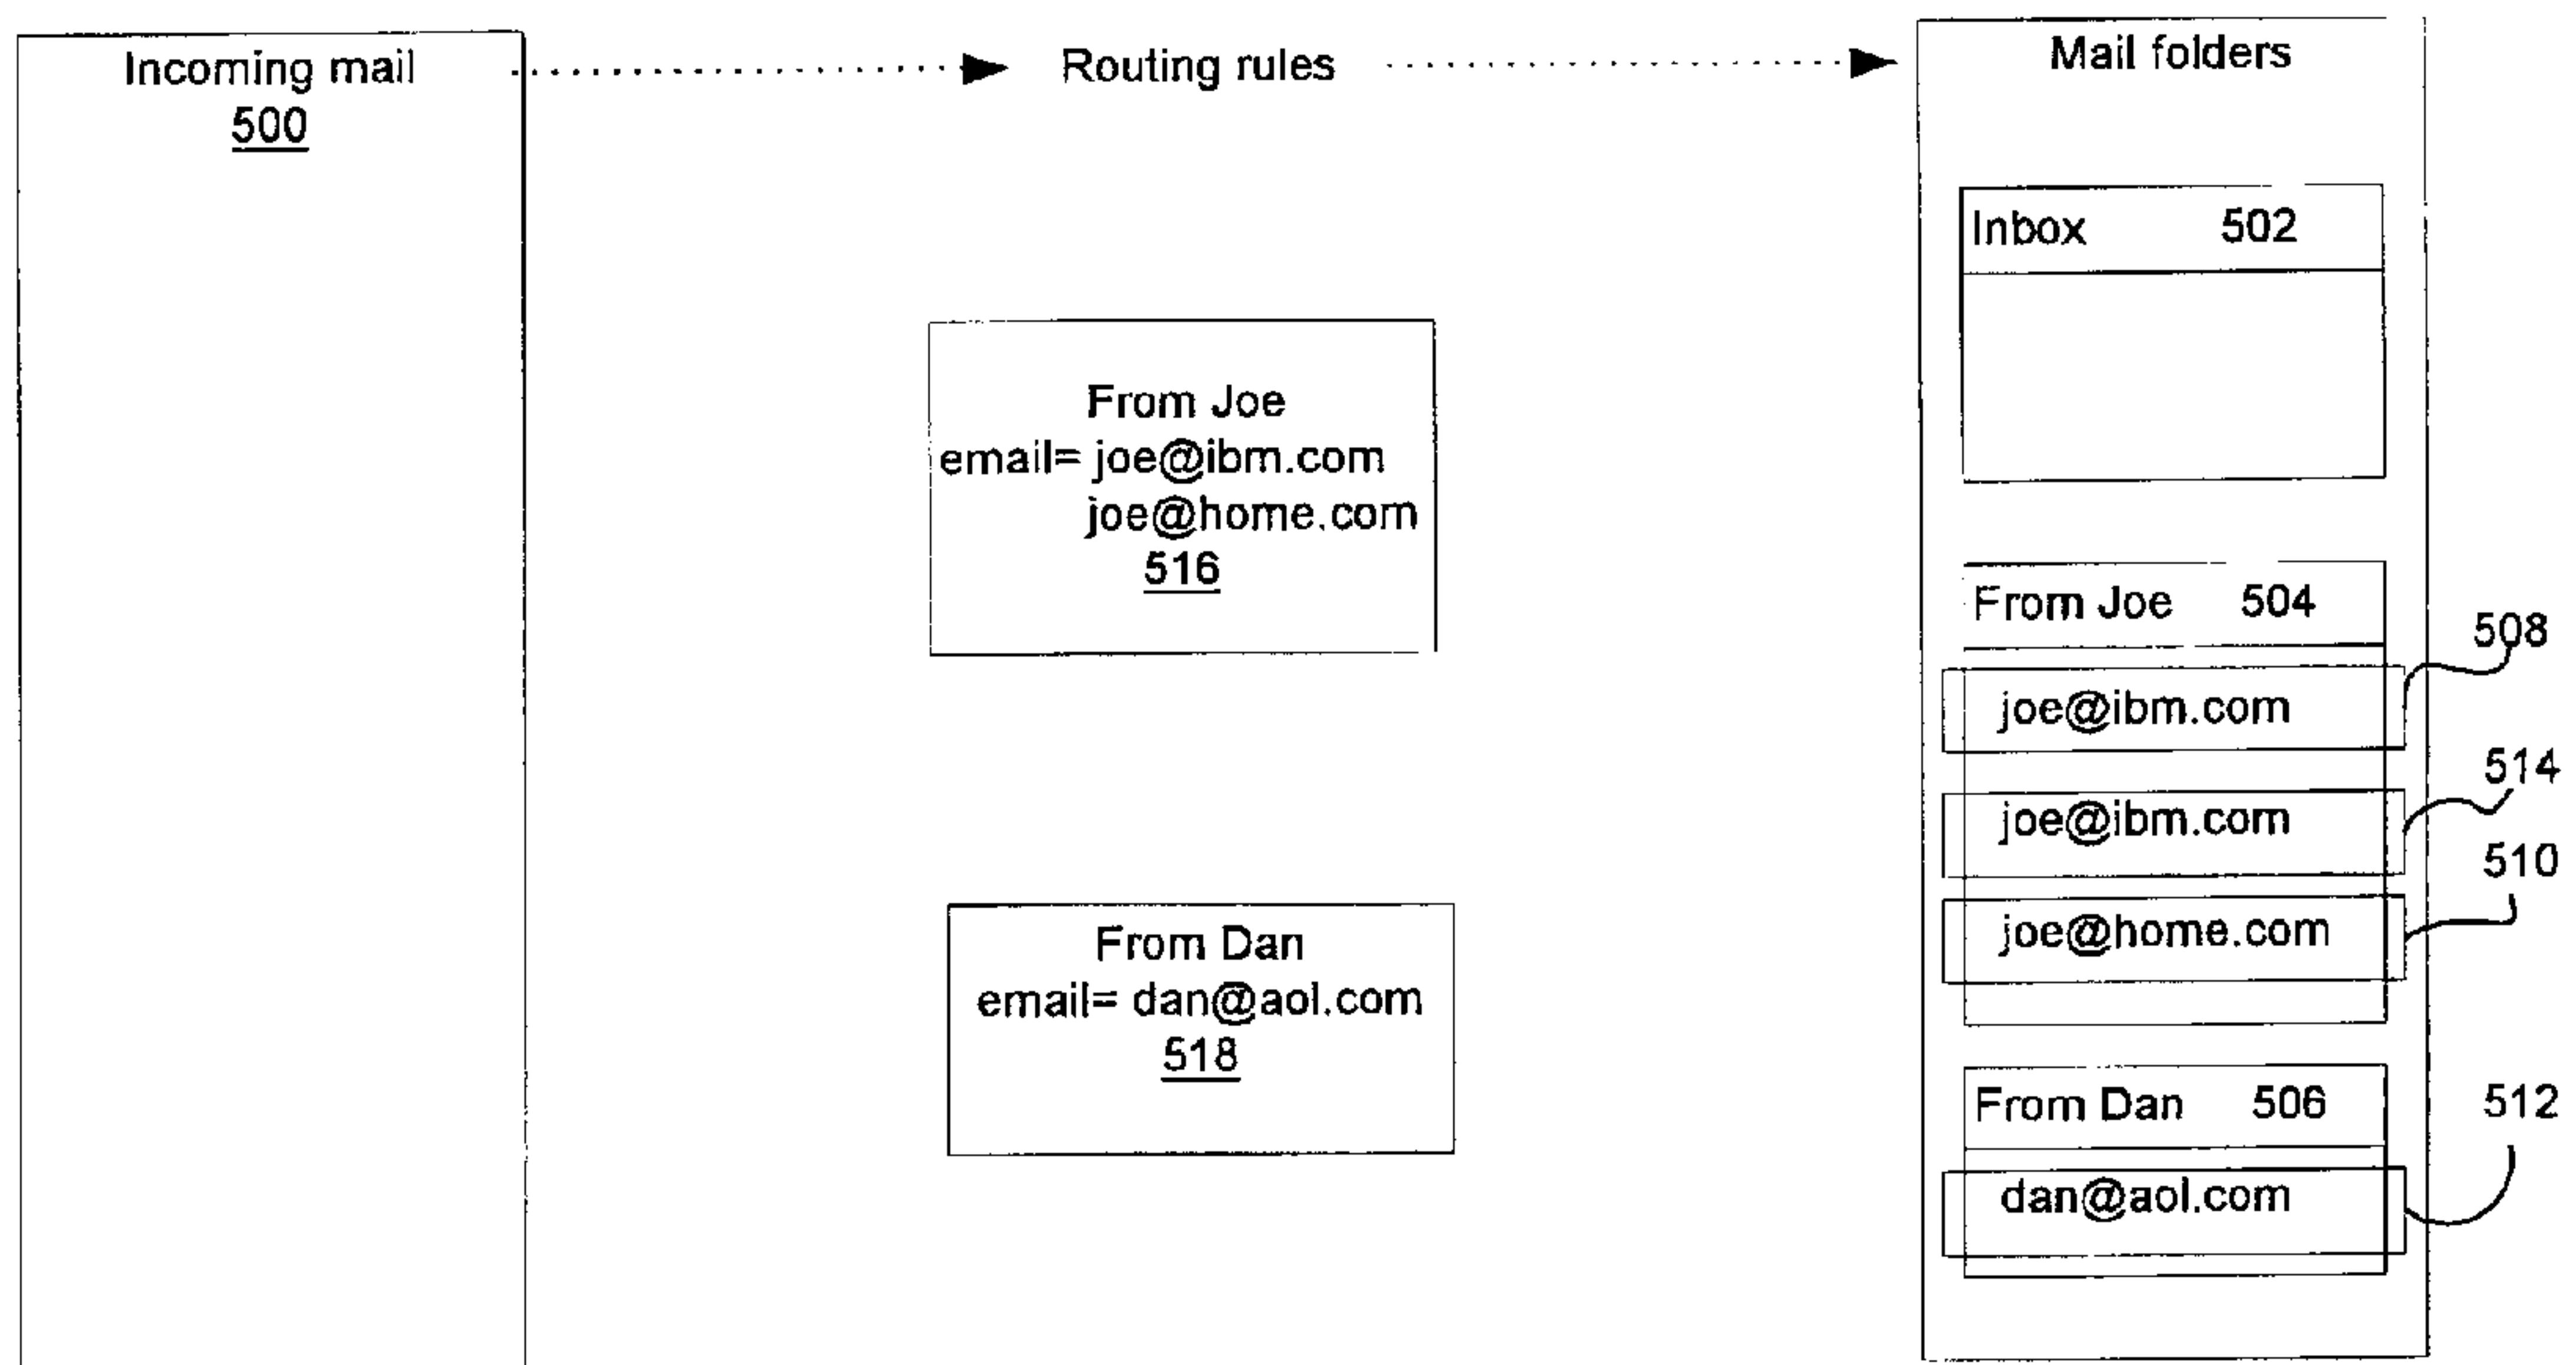 Incoming mail
500
Routing rules
From Joe
email= joe@ibm.com
joe@home.com
516
From Dan
email= dan@aol.com
518
Mail folders
Inbox 502
From Joe 504
joe@ibm.com
508
joe@ibm.com
514
joe@home.com
510
From Dan 506
dan@aol.com
512